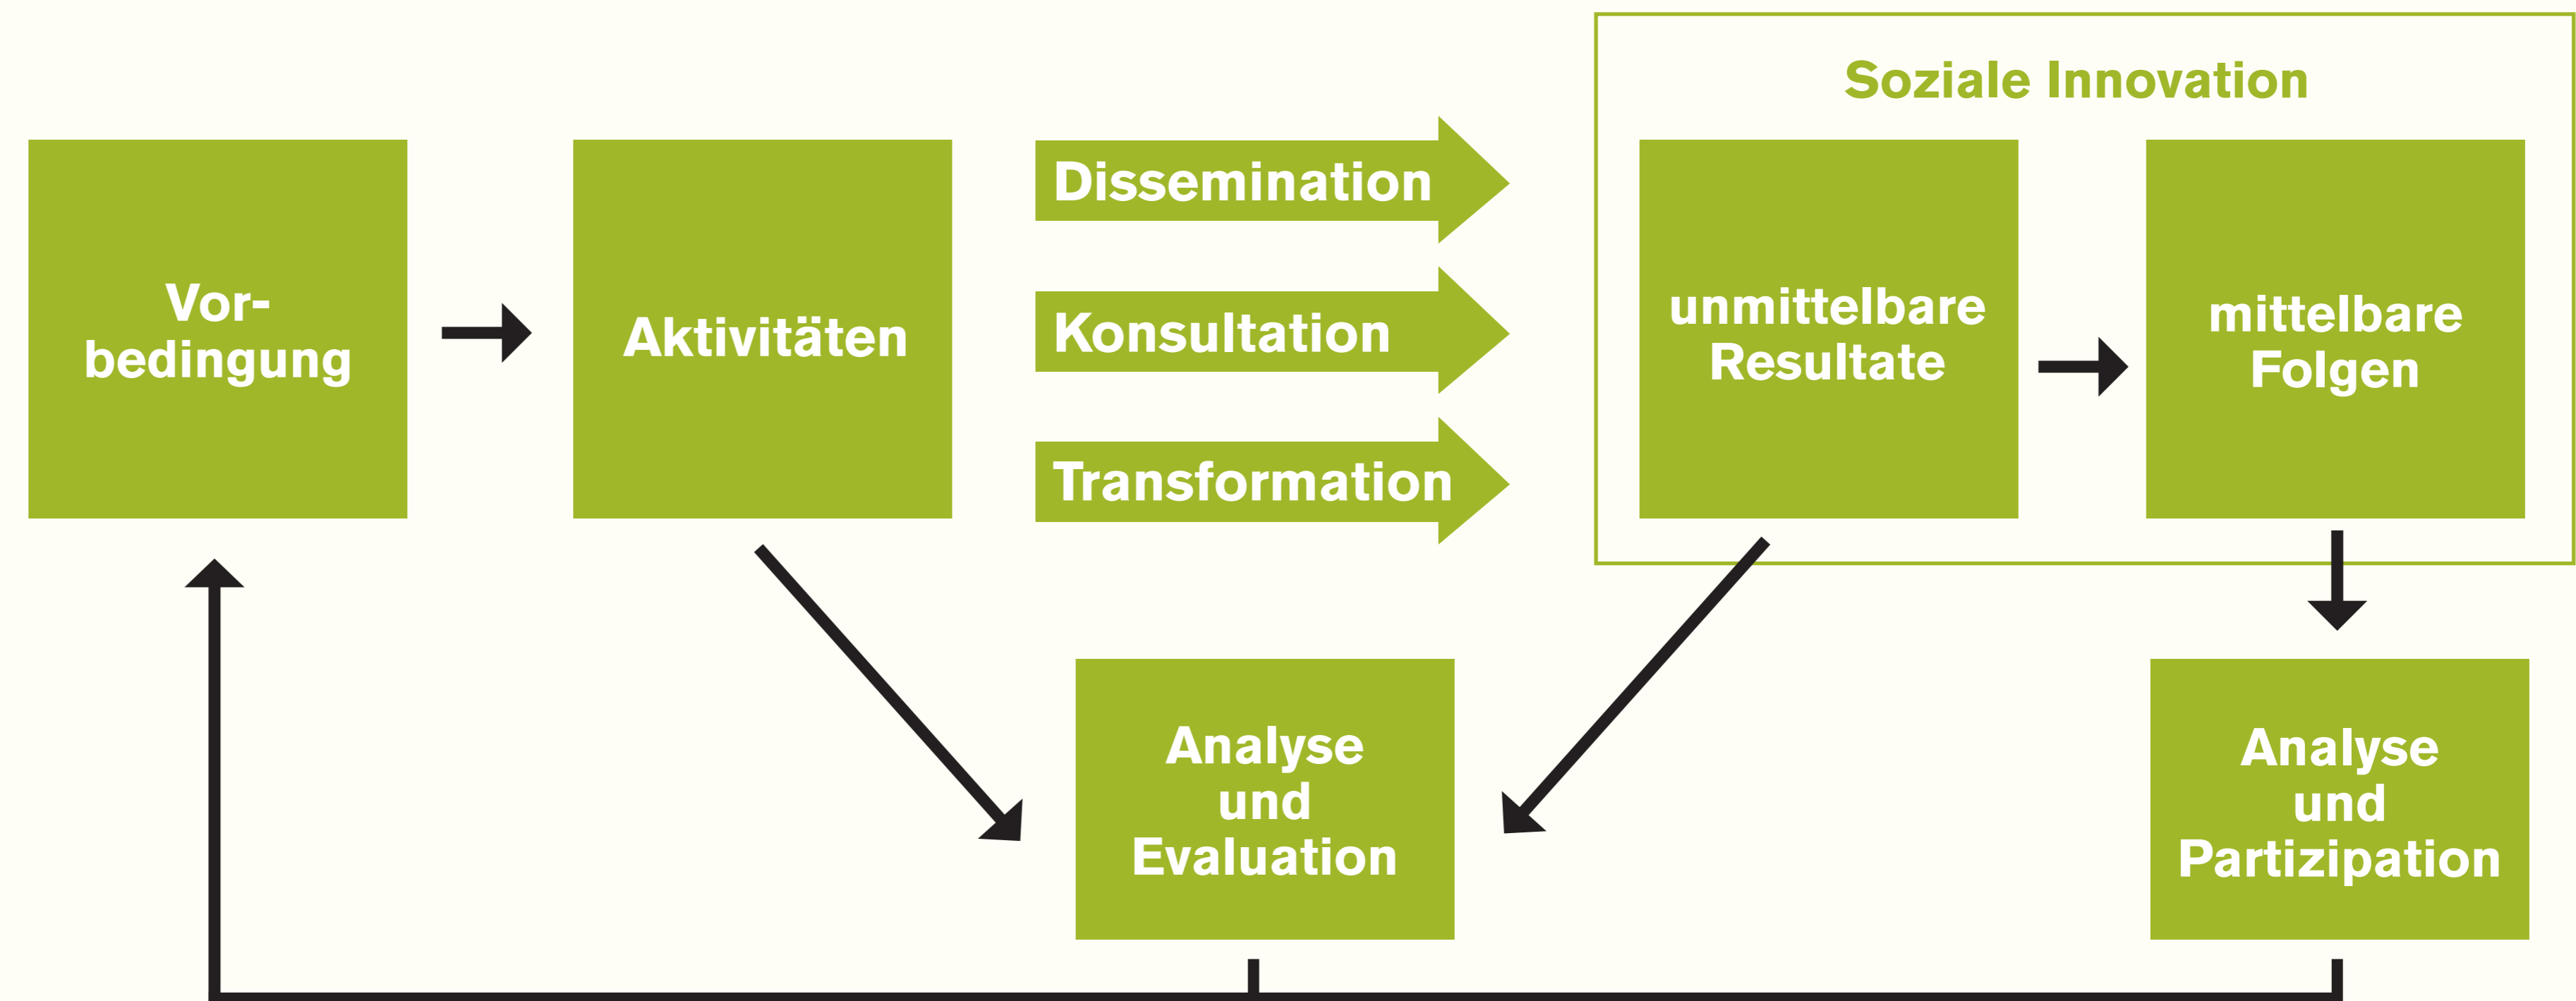 Soziale Innovation
Vor-
bedingung
Aktivitäten
Dissemination
Konsultation
Transformation
unmittelbare
Resultate
mittelbare
Folgen
Analyse
und
Evaluation
Analyse
und
Partizipation